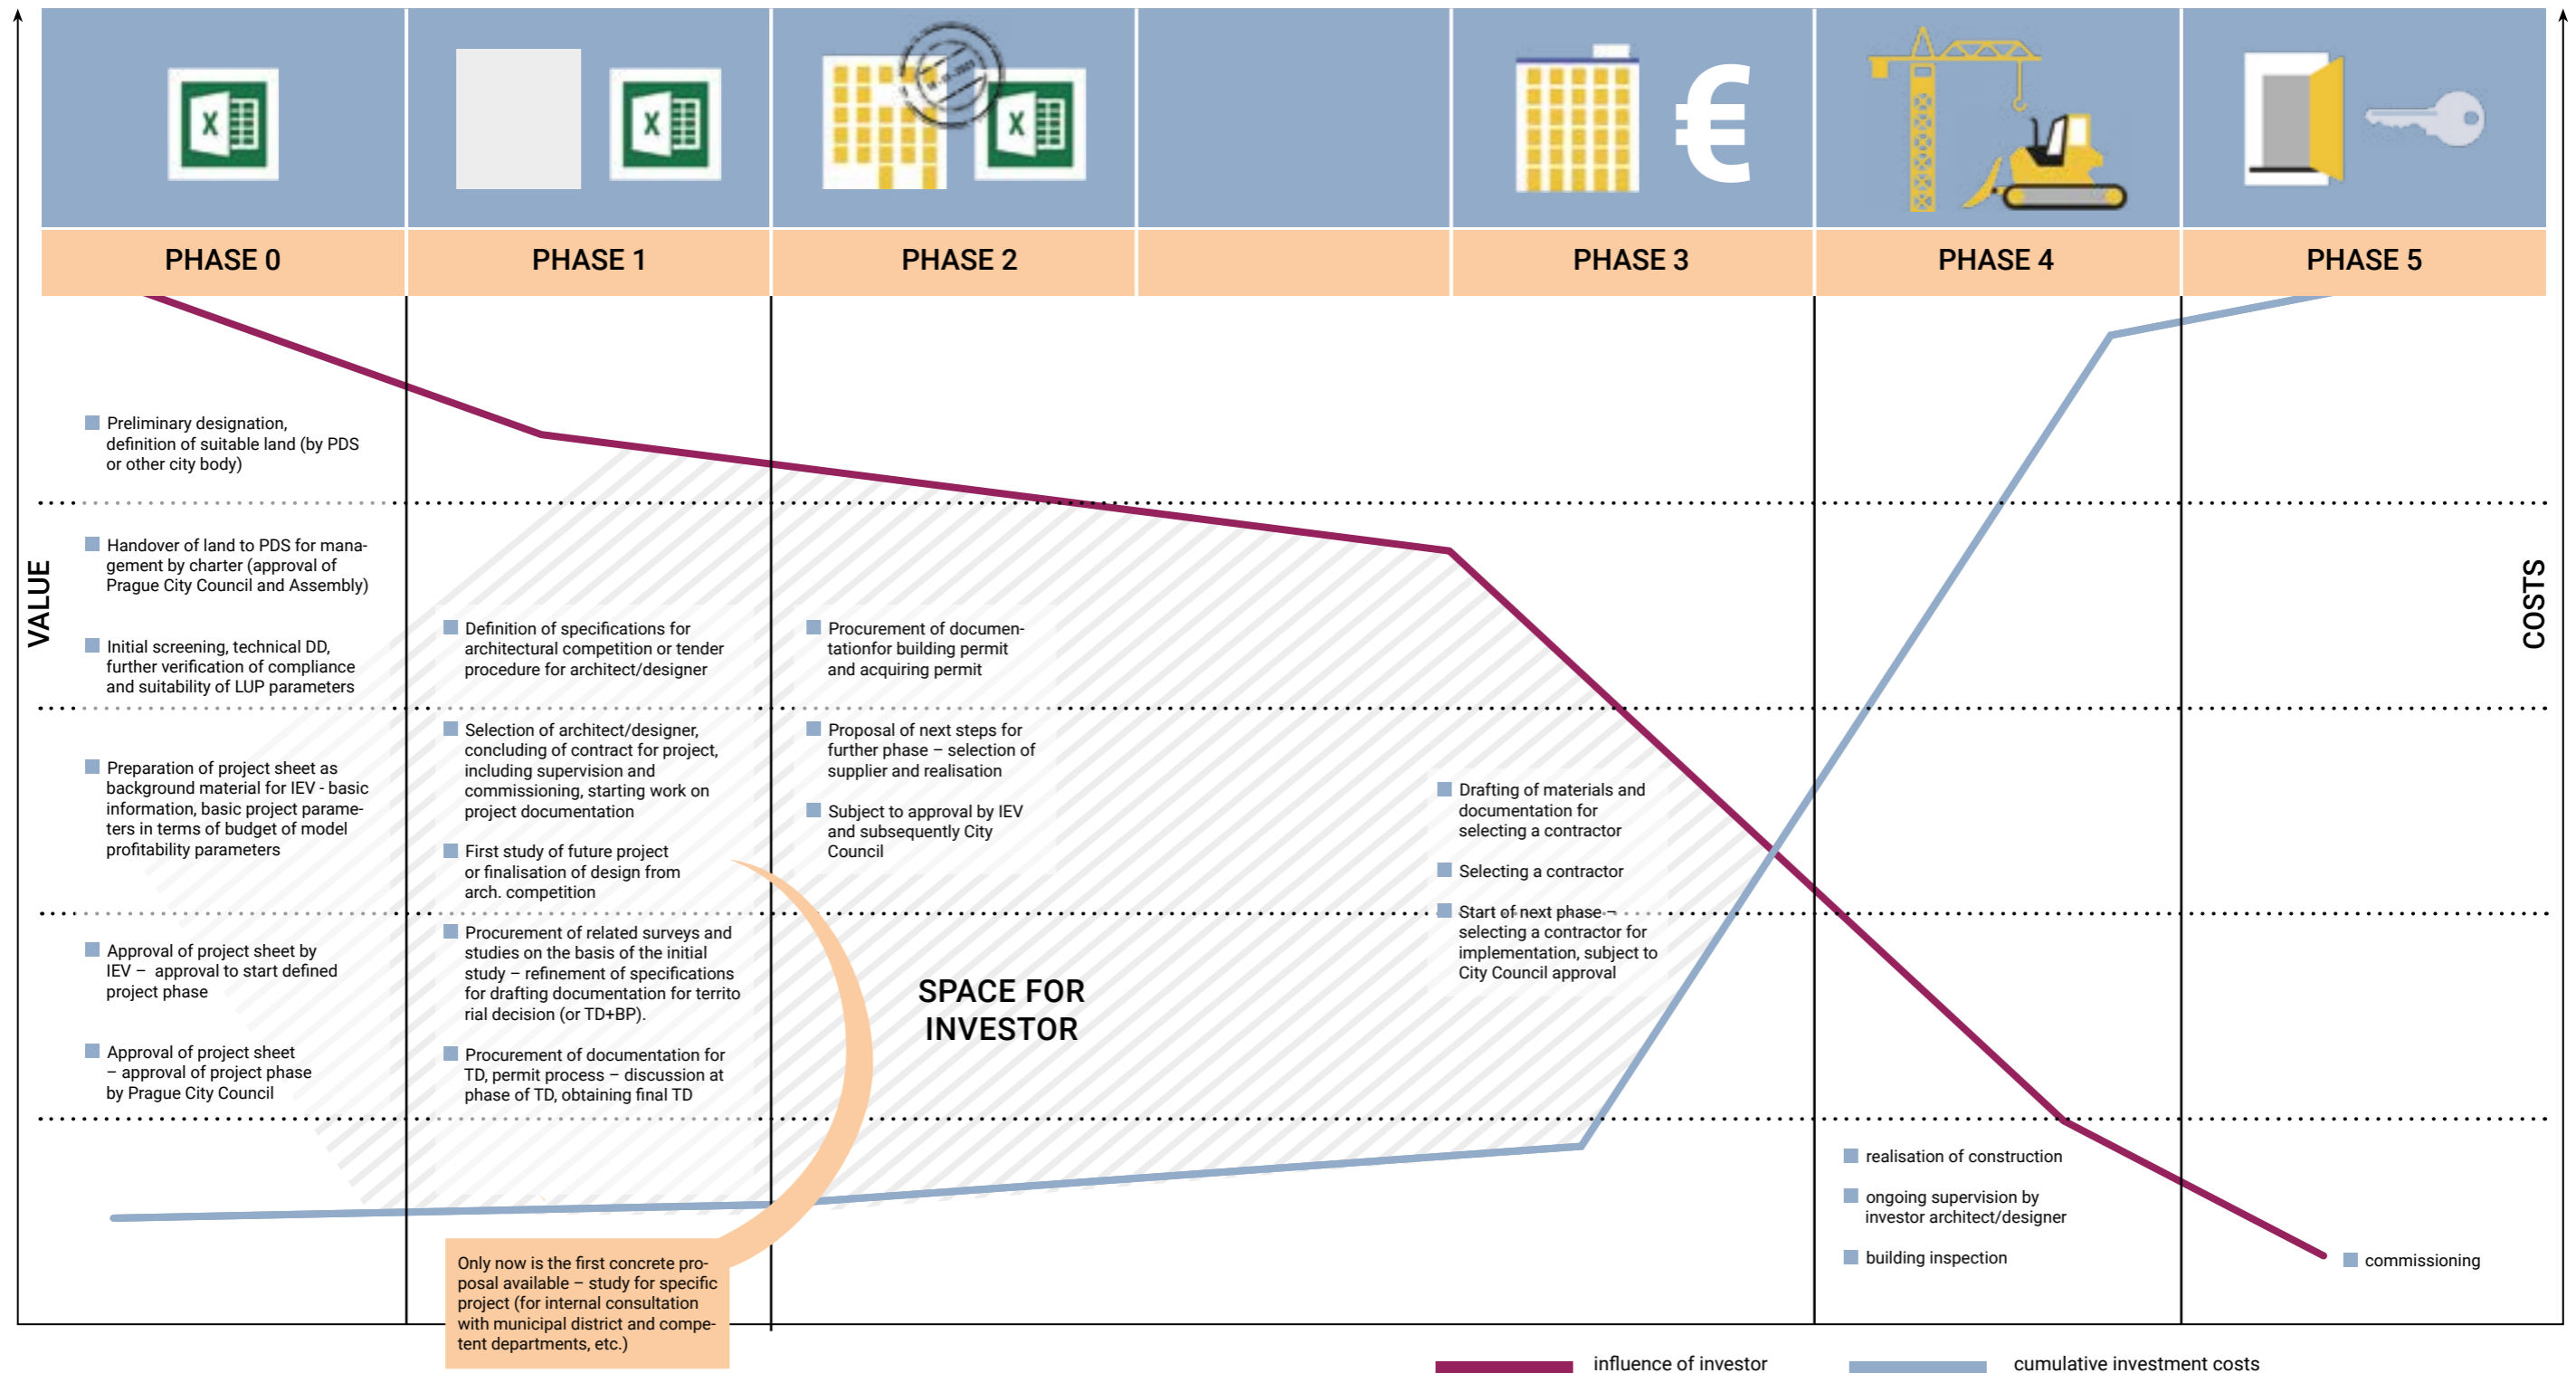 X
X
X
€
PHASE 0
PHASE 1
PHASE 2
PHASE 3
PHASE 4
PHASE 5
VALUE
COSTS
Preliminary designation,
definition of suitable land (by PDS
or other city body)
Handover of land to PDS for mana-
gement by charter (approval of
Prague City Council and Assembly)
Initial screening, technical DD,
further verification of compliance
and suitability of LUP parameters
Preparation of project sheet as
background material for IEV - basic
information, basic project parame-
ters in terms of budget of model
profitability parameters
Approval of project sheet by
IEV – approval to start defined
project phase
Approval of project sheet
– approval of project phase
by Prague City Council
Definition of specifications for
architectural competition or tender
procedure for architect/designer
Selection of architect/designer,
concluding of contract for project,
including supervision and
commissioning, starting work on
project documentation
First study of future project
or finalisation of design from
arch. competition
Procurement of related surveys and
studies on the basis of the initial
study – refinement of specifications
for drafting documentation for territo
rial decision (or TD+BP).
Procurement of documentation for
TD, permit process – discussion at
phase of TD, obtaining final TD
Only now is the first concrete pro-
posal available – study for specific
project (for internal consultation
with municipal district and compe-
tent departments, etc.)
Procurement of documen-
tationfor building permit
and acquiring permit
Proposal of next steps for
further phase – selection of
supplier and realisation
Subject to approval by IEV
and subsequently City
Council
SPACE FOR
INVESTOR
Drafting of materials and
documentation for
selecting a contractor
Selecting a contractor
Start of next phase –
selecting a contractor for
implementation, subject to
City Council approval
realisation of construction
ongoing supervision by
investor architect/designer
building inspection
commissioning
influence of investor
cumulative investment costs